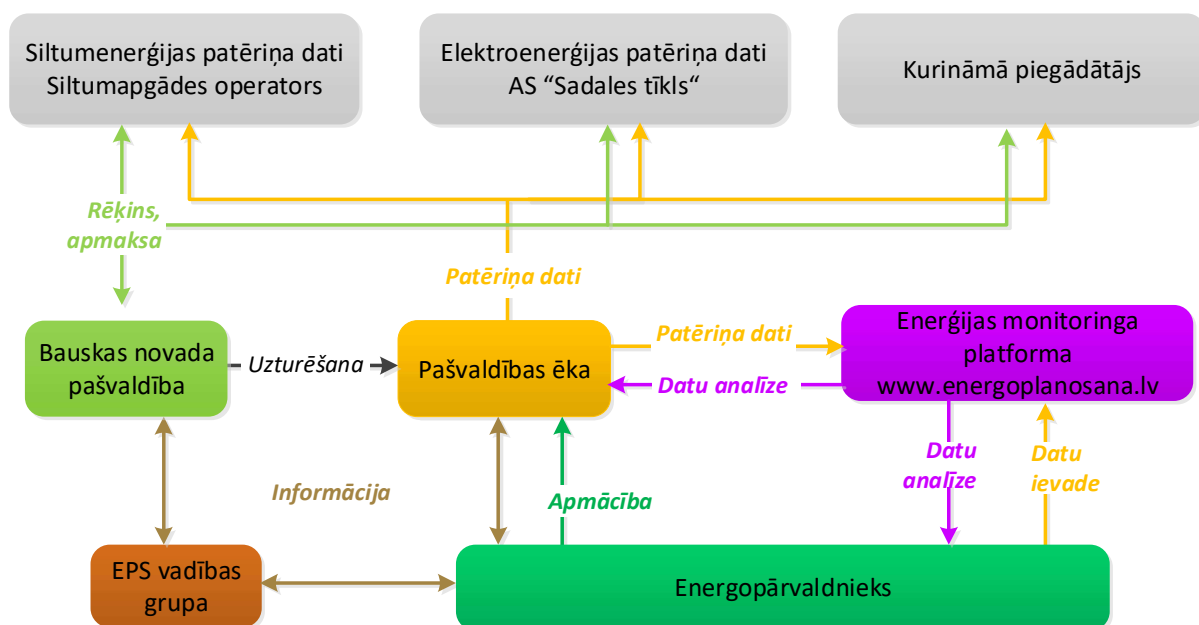 Siltumenerģijas patēriņa dati
Siltumapgādes operators
Elektroenerģijas patēriņa dati
AS “Sadales tīkls“
Kurināmā piegādātājs
Rēķins,
apmaksa
Patēriņa dati
Bauskas novada
pašvaldība
Uzturēšana
Pašvaldības ēka
Patēriņa dati
Datu analīze
Enerģijas monitoringa
platforma
www.energoplanosana.lv
Informācija
Apmācība
Datu
analīze
Datu
ievade
EPS vadības
grupa
Energopārvaldnieks